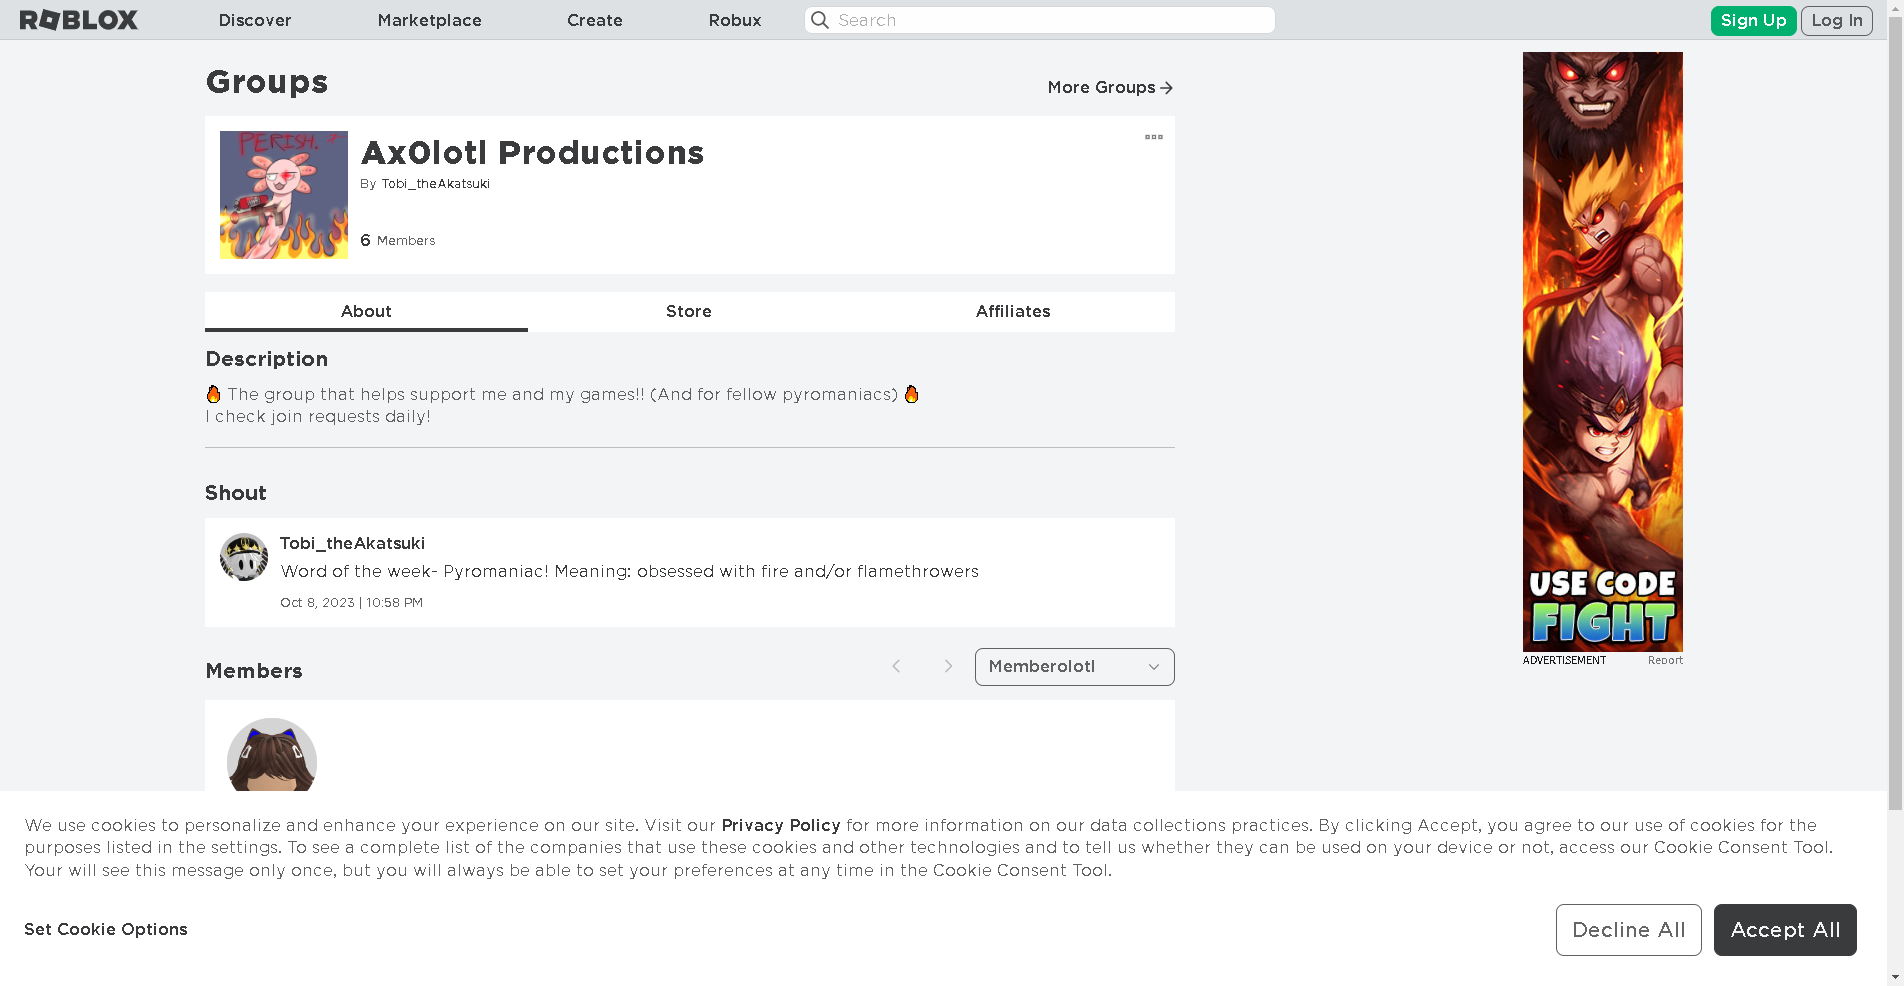 ROBLOX Discover Marketplace Create Robux Search Sign Up Log In
Groups
More Groups
PERISH.
Ax0lotl Productions
By Tobi_theAkatsuki
6 Members
About Store Affiliates
Description
🔥 The group that helps support me and my games!! (And for fellow pyromaniacs) 🔥
I check join requests daily!
Shout
Tobi_theAkatsuki
Word of the week- Pyromaniac! Meaning: obsessed with fire and/or flamethrowers
Oct 8, 2023 | 10:58 PM
Members
Memberolotl
USE CODE
FIGHT
ADVERTISEMENT Report
We use cookies to personalize and enhance your experience on our site. Visit our Privacy Policy for more information on our data collections practices. By clicking Accept, you agree to our use of cookies for the
purposes listed in the settings. To see a complete list of the companies that use these cookies and other technologies and to tell us whether they can be used on your device or not, access our Cookie Consent Tool.
Your will see this message only once, but you will always be able to set your preferences at any time in the Cookie Consent Tool.
Set Cookie Options
Decline All
Accept All